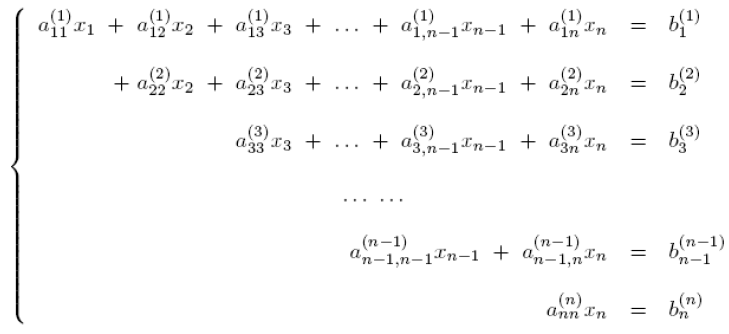 a_{11}^{(1)}x_1 + a_{12}^{(1)}x_2 + a_{13}^{(1)}x_3 + … + a_{1,n−1}^{(1)}x_{n−1} + a_{1n}^{(1)}x_n = b_1^{(1)}
+ a_{22}^{(2)}x_2 + a_{23}^{(2)}x_3 + … + a_{2,n−1}^{(2)}x_{n−1} + a_{2n}^{(2)}x_n = b_2^{(2)}
a_{33}^{(3)}x_3 + … + a_{3,n−1}^{(3)}x_{n−1} + a_{3n}^{(3)}x_n = b_3^{(3)}
… …
a_{n−1,n−1}^{(n−1)}x_{n−1} + a_{n−1,n}^{(n−1)}x_n = b_{n−1}^{(n−1)}
a_{nn}^{(n)}x_n = b_n^{(n)}